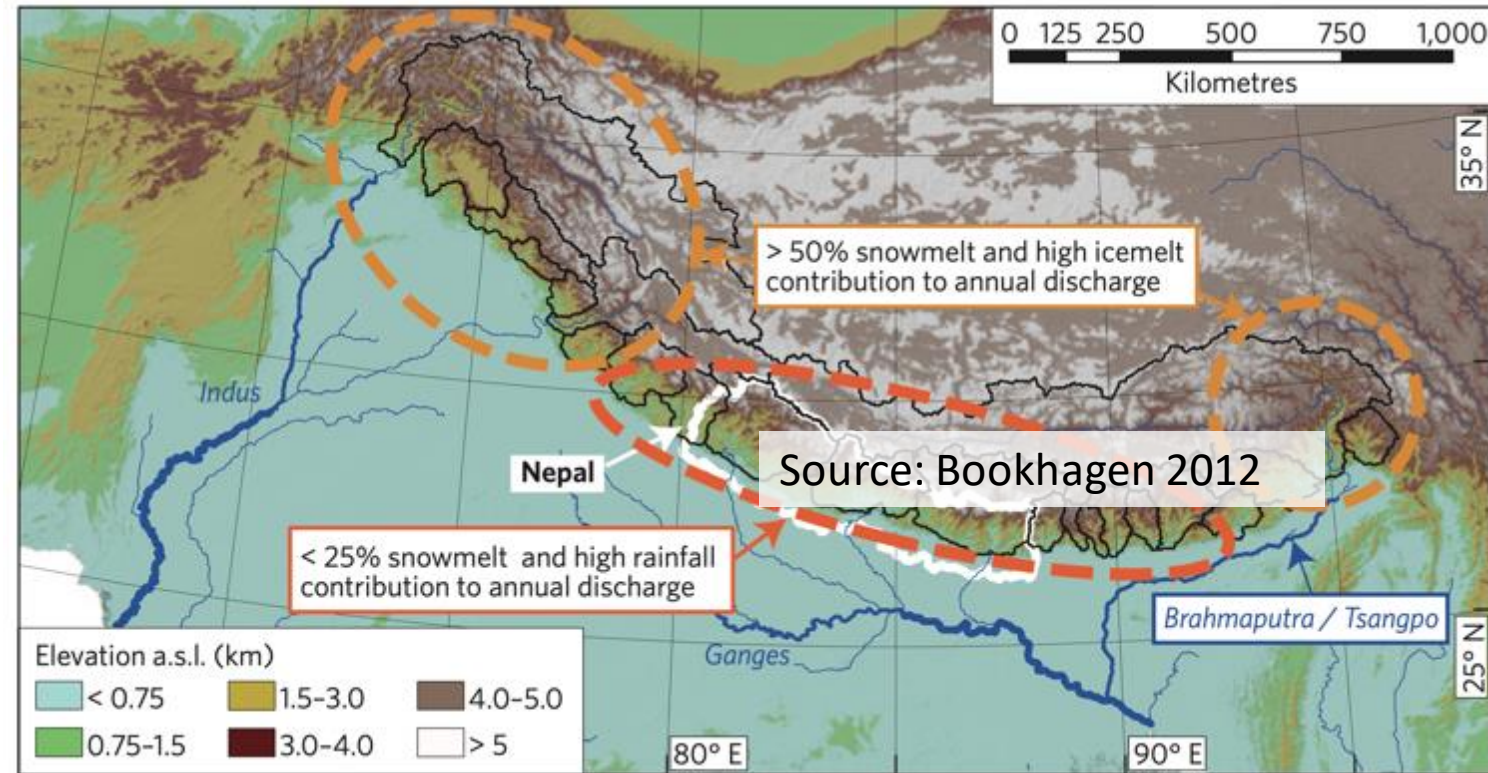 0 125 250 500 750 1,000
Kilometres
35° N
> 50% snowmelt and high icemelt
contribution to annual discharge
Indus
Nepal
Source: Bookhagen 2012
< 25% snowmelt and high rainfall
contribution to annual discharge
Brahmaputra / Tsangpo
Ganges
25° N
Elevation a.s.l. (km)
< 0.75 1.5–3.0 4.0–5.0
0.75–1.5 3.0–4.0 > 5
80° E 90° E